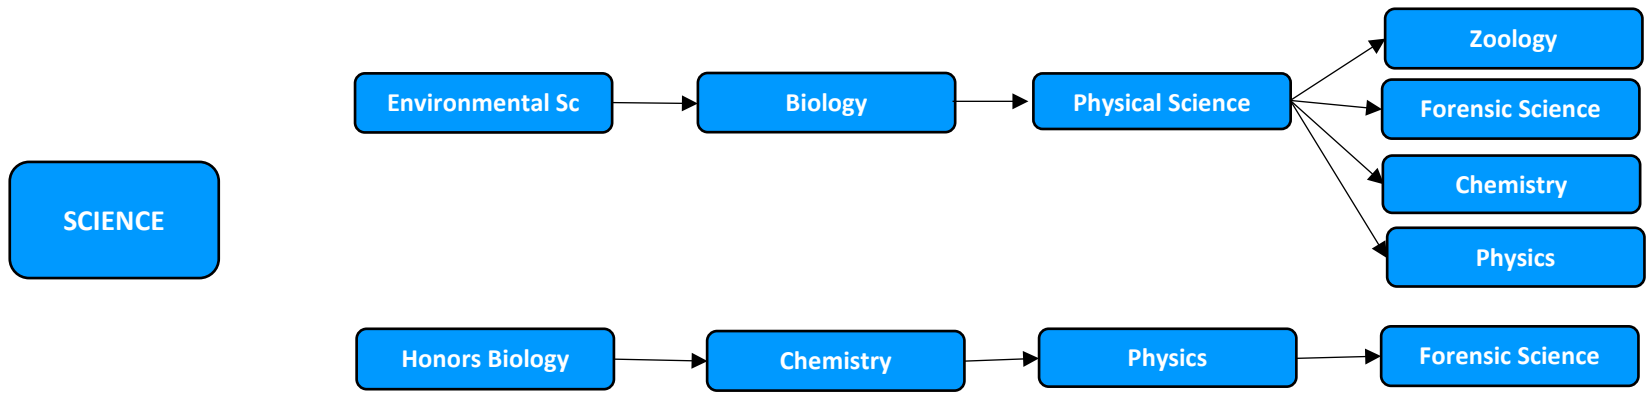 Zoology
Environmental Sc
Biology
Physical Science
Forensic Science
Chemistry
SCIENCE
Physics
Honors Biology
Chemistry
Physics
Forensic Science